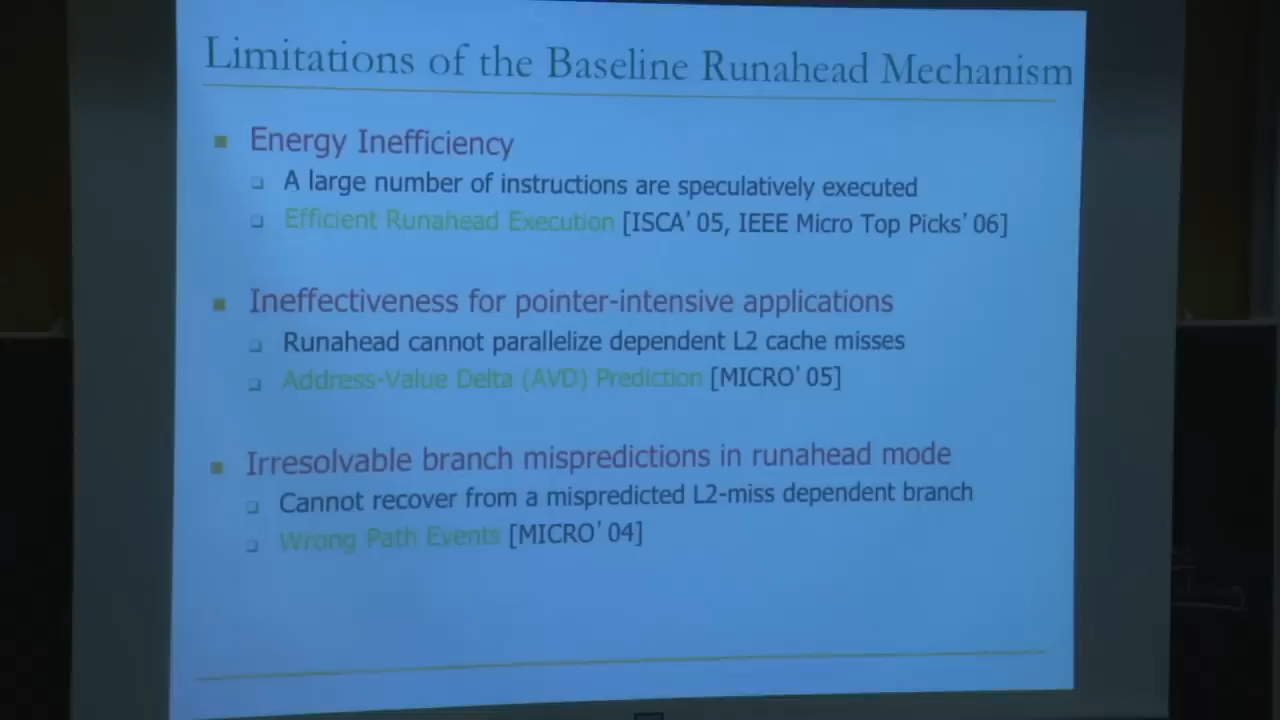 Limitations of the Baseline Runahead Mechanism
Energy Inefficiency
A large number of instructions are speculatively executed
Efficient Runahead Execution [ISCA'05, IEEE Micro Top Picks'06]
Ineffectiveness for pointer-intensive applications
Runahead cannot parallelize dependent L2 cache misses
Address-Value Delta (AVD) Prediction [MICRO'05]
Irresolvable branch mispredictions in runahead mode
Cannot recover from a mispredicted L2-miss dependent branch
Wrong Path Events [MICRO'04]